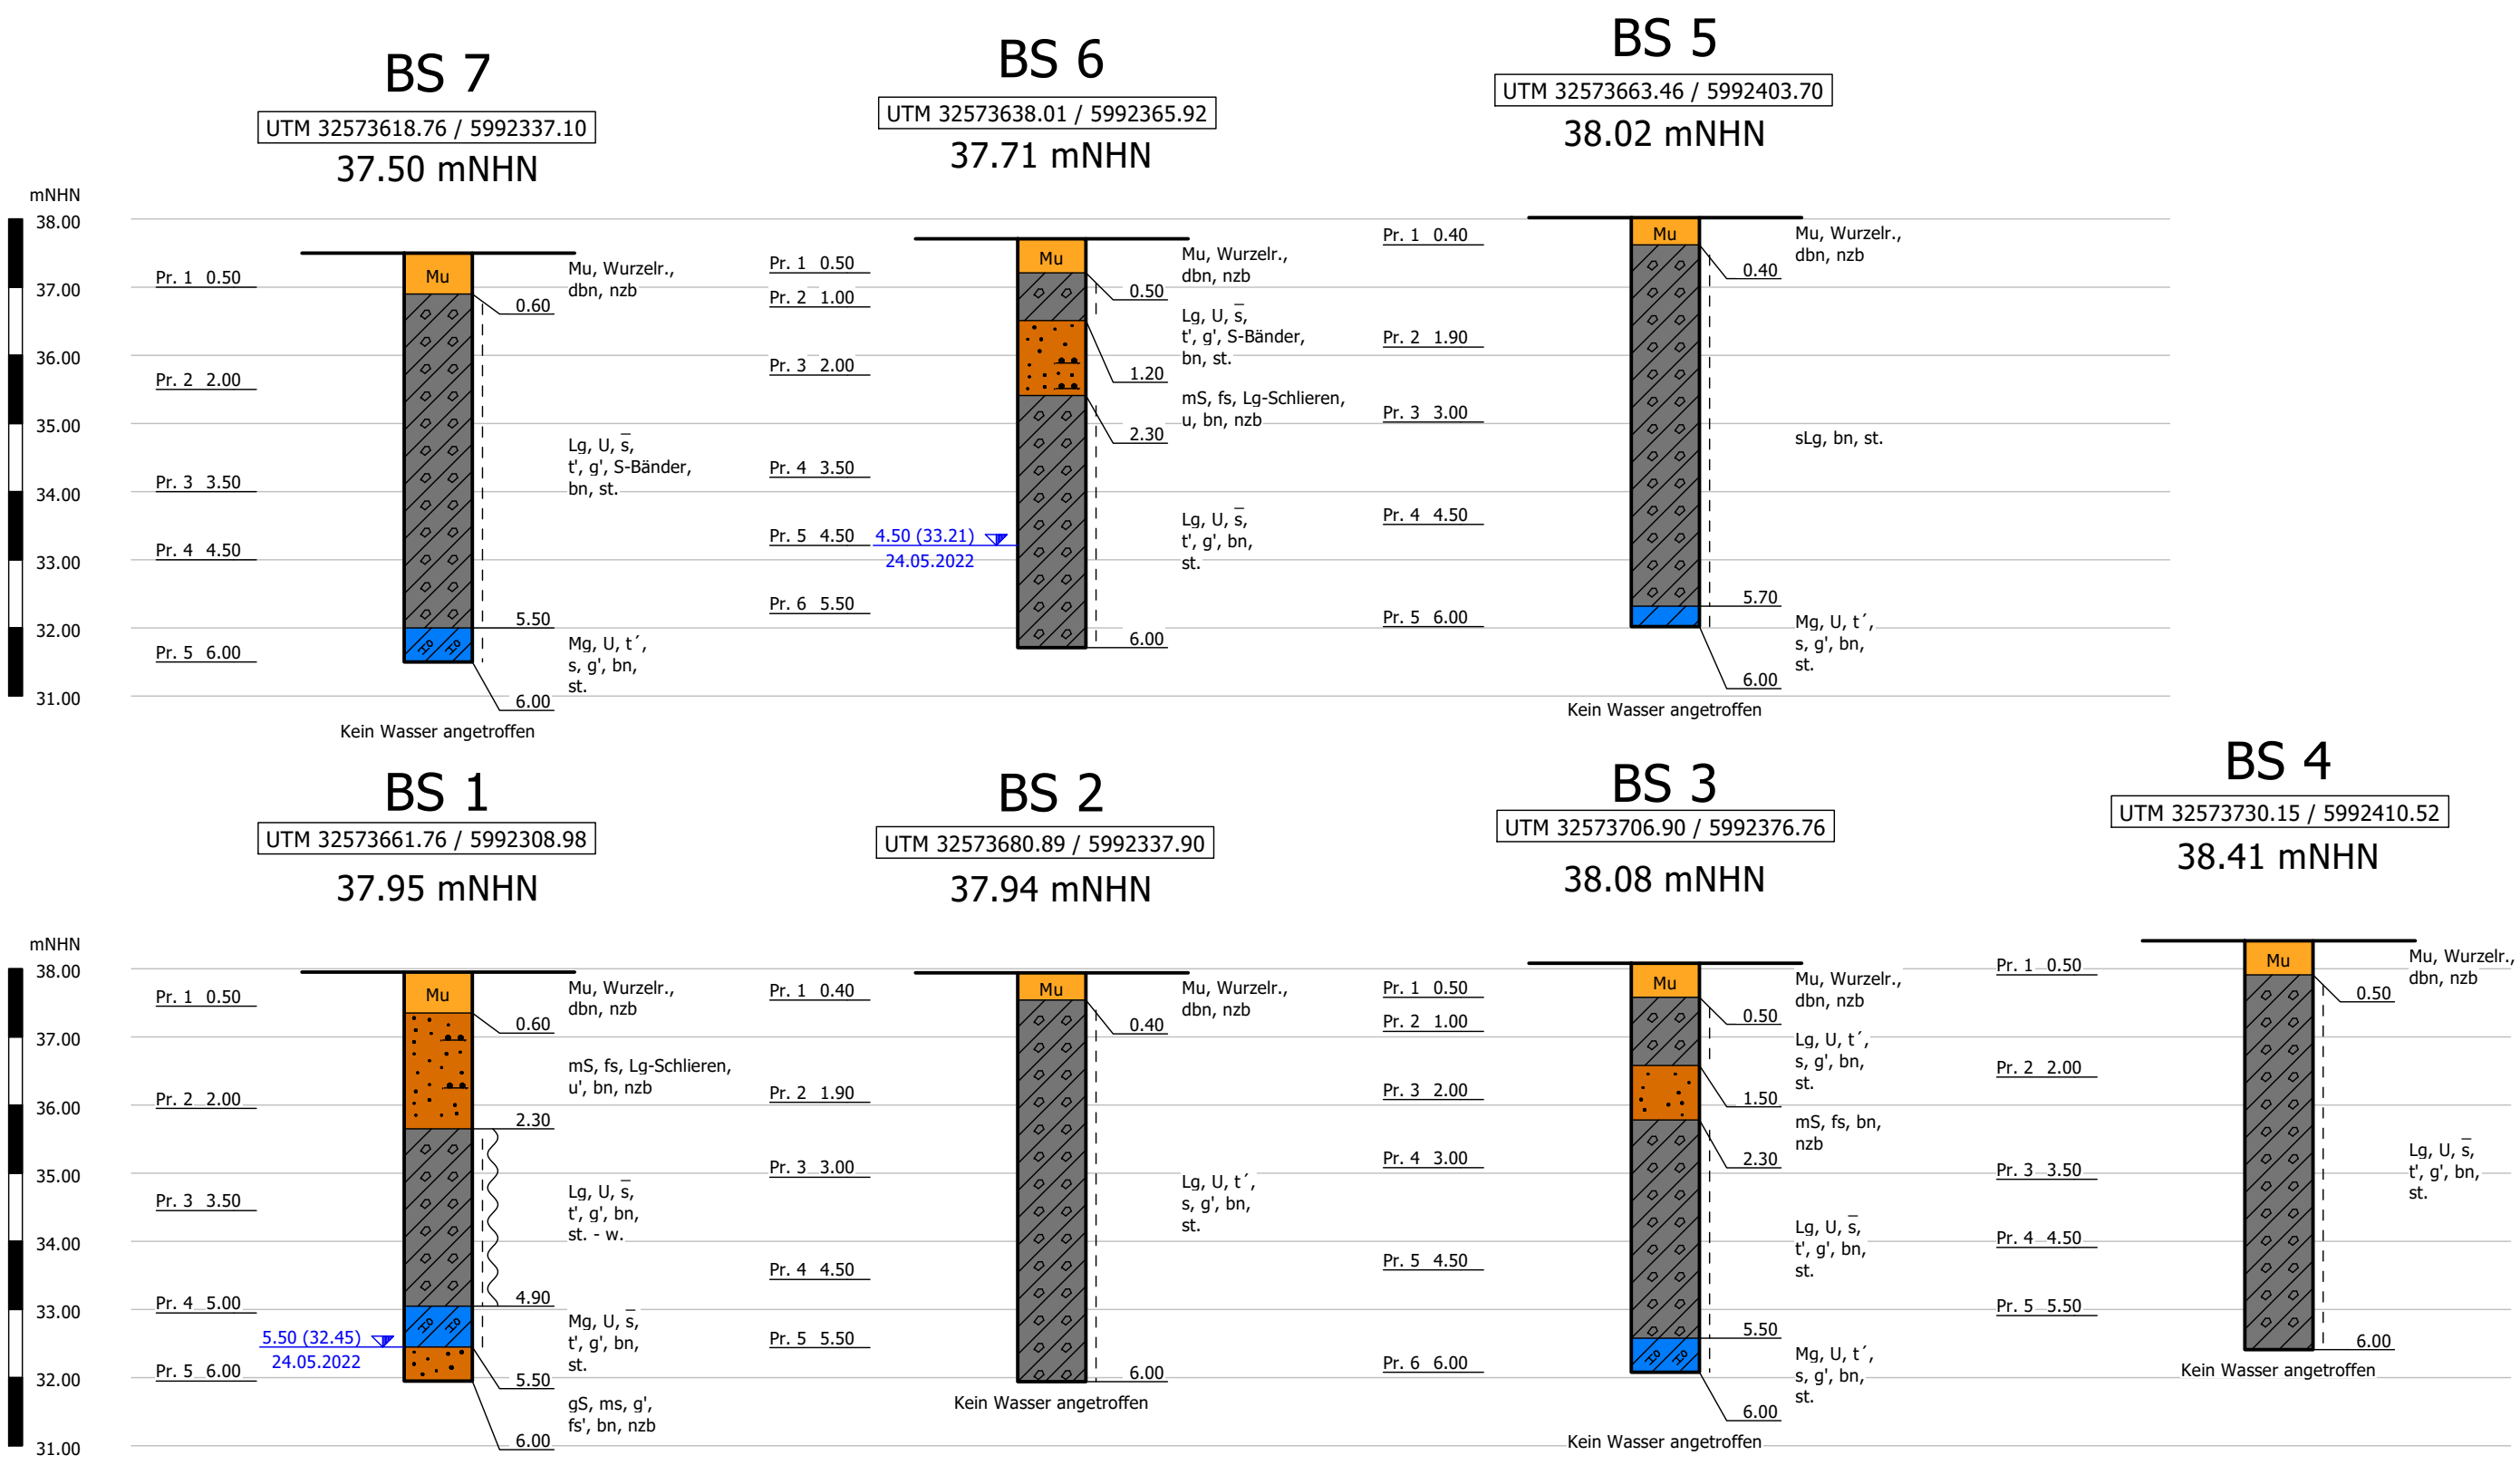 BS 7
UTM 32573618.76 / 5992337.10
37.50 mNHN
BS 6
UTM 32573638.01 / 5992365.92
37.71 mNHN
BS 5
UTM 32573663.46 / 5992403.70
38.02 mNHN
mNHN
38.00
37.00
36.00
35.00
34.00
33.00
32.00
31.00
Pr. 1 0.50
Pr. 2 2.00
Pr. 3 3.50
Pr. 4 4.50
Pr. 5 6.00
Mu
0.60
5.50
6.00
Mu, Wurzelr.,
dbn, nzb
Lg, U, s̅,
t', g', S-Bänder,
bn, st.
Mg, U, t´,
s, g', bn,
st.
Kein Wasser angetroffen
Pr. 1 0.50
Pr. 2 1.00
Pr. 3 2.00
Pr. 4 3.50
Pr. 5 4.50
Pr. 6 5.50
4.50 (33.21)
24.05.2022
Mu
0.50
1.20
2.30
6.00
Mu, Wurzelr.,
dbn, nzb
Lg, U, s̅,
t', g', S-Bänder,
bn, st.
mS, fs, Lg-Schlieren,
u, bn, nzb
Lg, U, s̅,
t', g', bn,
st.
Pr. 1 0.40
Pr. 2 1.90
Pr. 3 3.00
Pr. 4 4.50
Pr. 5 6.00
Mu
0.40
5.70
6.00
Mu, Wurzelr.,
dbn, nzb
sLg, bn, st.
Mg, U, t´,
s, g', bn,
st.
Kein Wasser angetroffen
BS 1
UTM 32573661.76 / 5992308.98
37.95 mNHN
BS 2
UTM 32573680.89 / 5992337.90
37.94 mNHN
BS 3
UTM 32573706.90 / 5992376.76
38.08 mNHN
BS 4
UTM 32573730.15 / 5992410.52
38.41 mNHN
mNHN
38.00
37.00
36.00
35.00
34.00
33.00
32.00
31.00
Pr. 1 0.50
Pr. 2 2.00
Pr. 3 3.50
Pr. 4 5.00
Pr. 5 6.00
5.50 (32.45)
24.05.2022
Mu
0.60
2.30
4.90
5.50
6.00
Mu, Wurzelr.,
dbn, nzb
mS, fs, Lg-Schlieren,
u', bn, nzb
Lg, U, s̅,
t', g', bn,
st. - w.
Mg, U, s̅,
t', g', bn,
st.
gS, ms, g',
fs', bn, nzb
Pr. 1 0.40
Pr. 2 1.90
Pr. 3 3.00
Pr. 4 4.50
Pr. 5 5.50
Mu
0.40
6.00
Mu, Wurzelr.,
dbn, nzb
Lg, U, t´,
s, g', bn,
st.
Kein Wasser angetroffen
Pr. 1 0.50
Pr. 2 1.00
Pr. 3 2.00
Pr. 4 3.00
Pr. 5 4.50
Pr. 6 6.00
Mu
0.50
1.50
2.30
5.50
6.00
Mu, Wurzelr.,
dbn, nzb
Lg, U, t´,
s, g', bn,
st.
mS, fs, bn,
nzb
Lg, U, s̅,
t', g', bn,
st.
Mg, U, t´,
s, g', bn,
st.
Kein Wasser angetroffen
Pr. 1 0.50
Pr. 2 2.00
Pr. 3 3.50
Pr. 4 4.50
Pr. 5 5.50
Mu
0.50
6.00
Mu, Wurzelr.,
dbn, nzb
Lg, U, s̅,
t', g', bn,
st.
Kein Wasser angetroffen